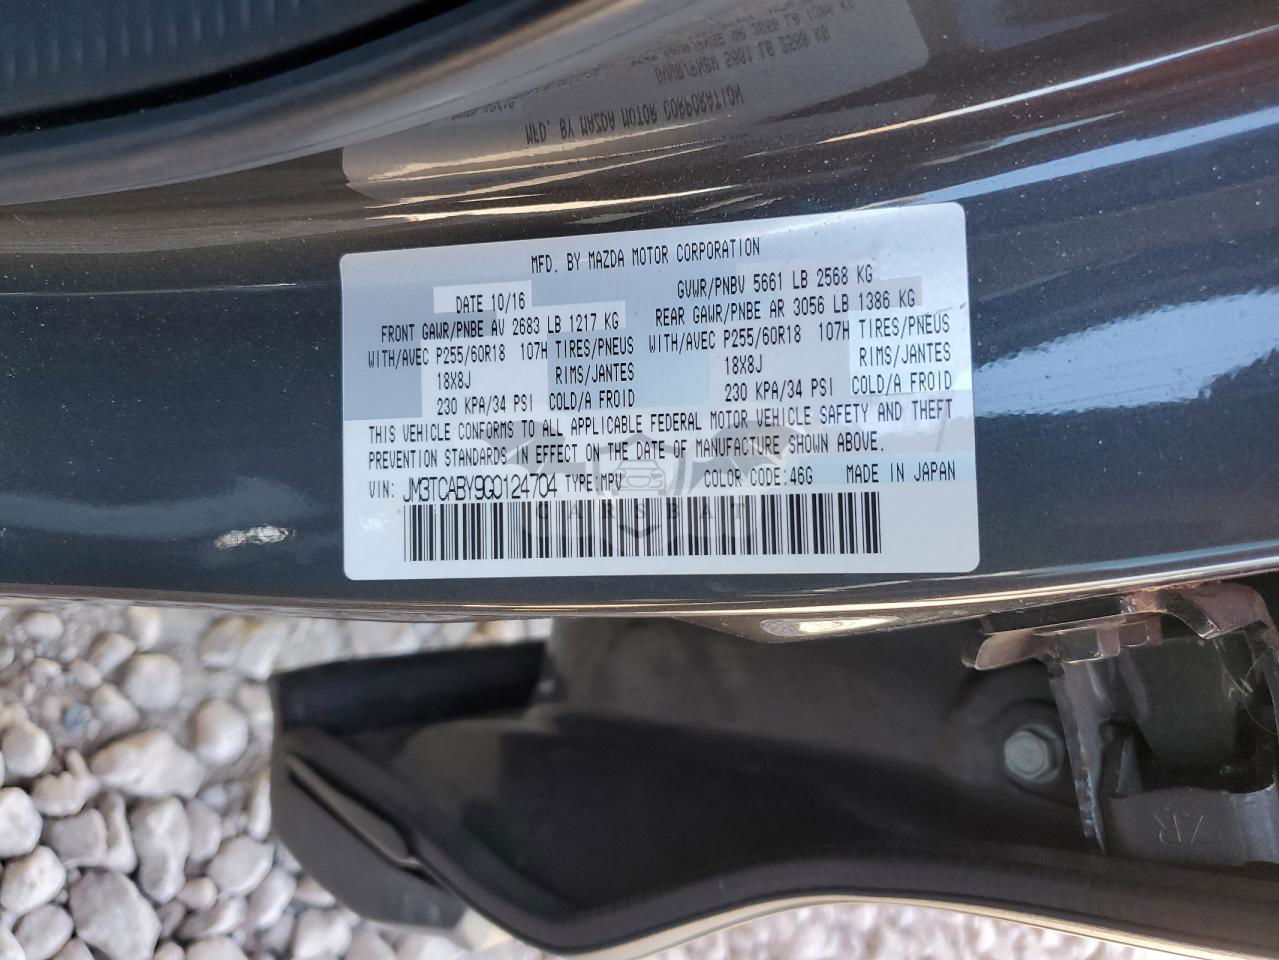 MFD. BY MAZDA MOTOR CORPORATION
DATE 10/16 GVWR/PNBV 5661 LB 2568 KG
FRONT GAWR/PNBE AV 2683 LB 1217 KG REAR GAWR/PNBE AR 3056 LB 1386 KG
WITH/AVEC P255/60R18 107H TIRES/PNEUS WITH/AVEC P255/60R18 107H TIRES/PNEUS
18X8J RIMS/JANTES 18X8J RIMS/JANTES
230 KPA/34 PSI COLD/A FROID 230 KPA/34 PSI COLD/A FROID
THIS VEHICLE CONFORMS TO ALL APPLICABLE FEDERAL MOTOR VEHICLE SAFETY AND THEFT
PREVENTION STANDARDS IN EFFECT ON THE DATE OF MANUFACTURE SHOWN ABOVE.
VIN: JM3TCABY9G0124704 TYPE:MPV COLOR CODE:46G MADE IN JAPAN
CARSBAT